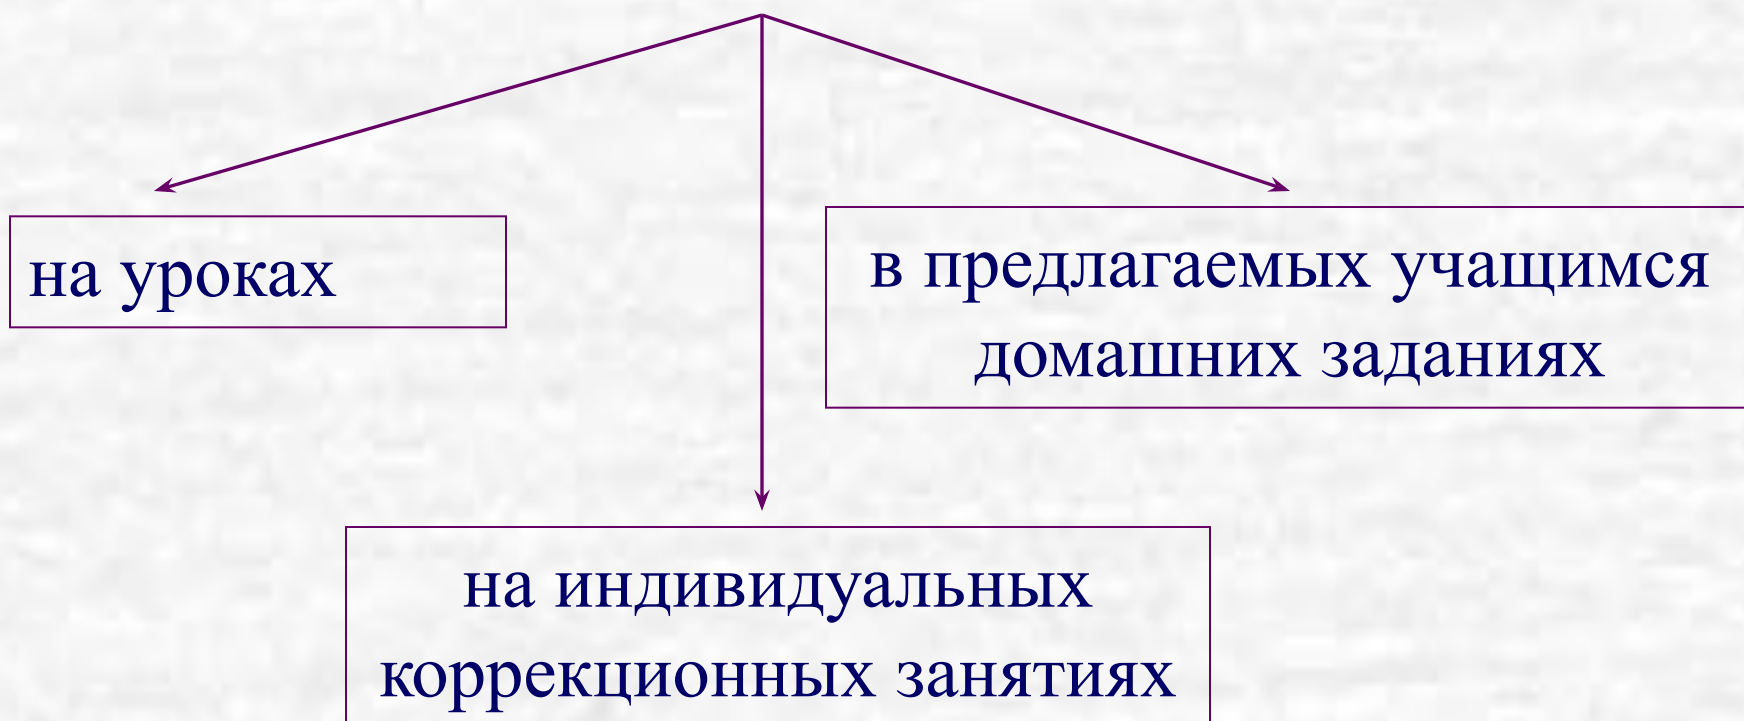 на уроках
в предлагаемых учащимся
домашних заданиях
на индивидуальных
коррекционных занятиях